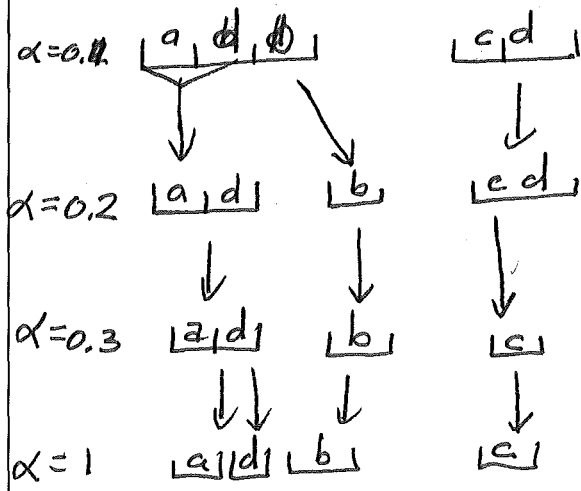 α=0.1 a d b c d
α=0.2 a d b c d
α=0.3 a d b c
α=1 a d b c